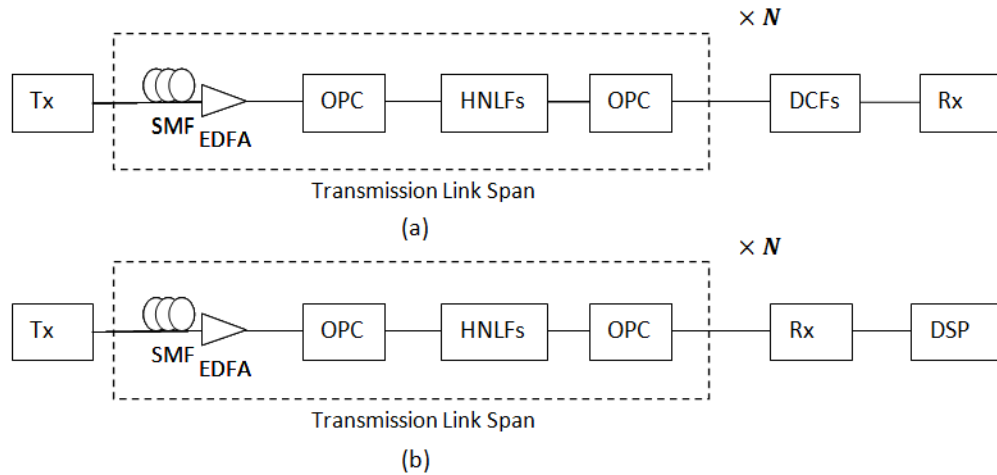 × N
Tx
SMF
EDFA
OPC
HNLFs
OPC
DCFs
Rx
Transmission Link Span
(a)
× N
Tx
SMF
EDFA
OPC
HNLFs
OPC
Rx
DSP
Transmission Link Span
(b)